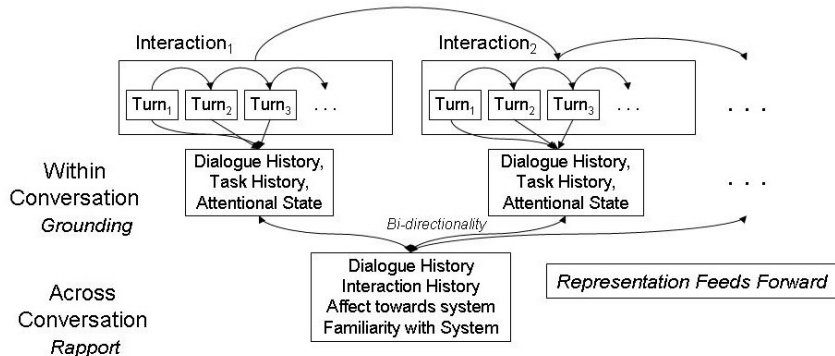 Interaction1
Interaction2
Turn1 Turn2 Turn3 . . .
Turn1 Turn2 Turn3 . . .
. . .
Within
Conversation
Grounding
Dialogue History,
Task History,
Attentional State
Dialogue History,
Task History,
Attentional State
. . .
Bi-directionality
Across
Conversation
Rapport
Dialogue History
Interaction History
Affect towards system
Familiarity with System
Representation Feeds Forward